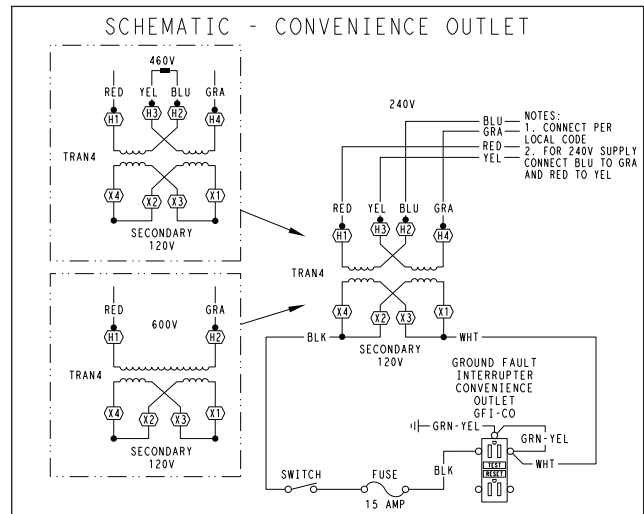 SCHEMATIC - CONVENIENCE OUTLET
460V
RED YEL BLU GRA
H1 H3 H2 H4
TRAN4
X4 X2 X3 X1
SECONDARY
120V
RED GRA
600V
H1 H2
TRAN4
X4 X2 X3 X1
SECONDARY
120V
240V
BLU
GRA
RED
YEL
NOTES:
1. CONNECT PER
LOCAL CODE
2. FOR 240V SUPPLY
CONNECT BLU TO GRA
AND RED TO YEL
RED YEL BLU GRA
H1 H3 H2 H4
TRAN4
X4 X2 X3 X1
BLK
WHT
SECONDARY
120V
GROUND FAULT
INTERRUPTER
CONVENIENCE
OUTLET
GFI-CO
GRN-YEL
GRN-YEL
WHT
TEST
RESET
BLK
SWITCH
FUSE
15 AMP